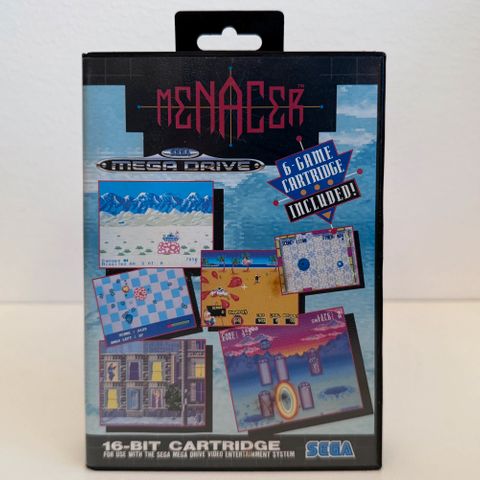 MENACER™
SEGA
MEGA DRIVE
6-GAME
CARTRIDGE
INCLUDED!
16-BIT CARTRIDGE
FOR USE WITH THE SEGA MEGA DRIVE VIDEO ENTERTAINMENT SYSTEM
SEGA